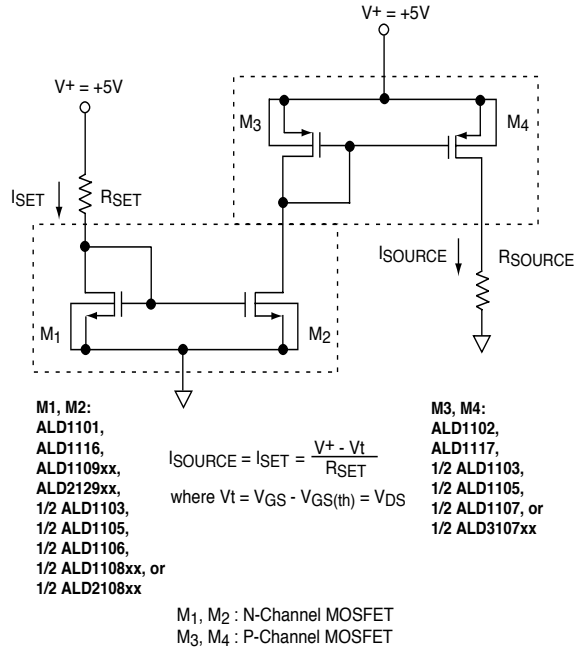 V+ = +5V
V+ = +5V
M3
M4
ISET
RSET
ISOURCE
RSOURCE
M1
M2
M1, M2:
ALD1101,
ALD1116,
ALD1109xx,
ALD2129xx,
1/2 ALD1103,
1/2 ALD1105,
1/2 ALD1106,
1/2 ALD1108xx, or
1/2 ALD2108xx
ISOURCE = ISET = V+ - Vt / RSET
where Vt = VGS - VGS(th) = VDS
M3, M4:
ALD1102,
ALD1117,
1/2 ALD1103,
1/2 ALD1105,
1/2 ALD1107, or
1/2 ALD3107xx
M1, M2 : N-Channel MOSFET
M3, M4 : P-Channel MOSFET